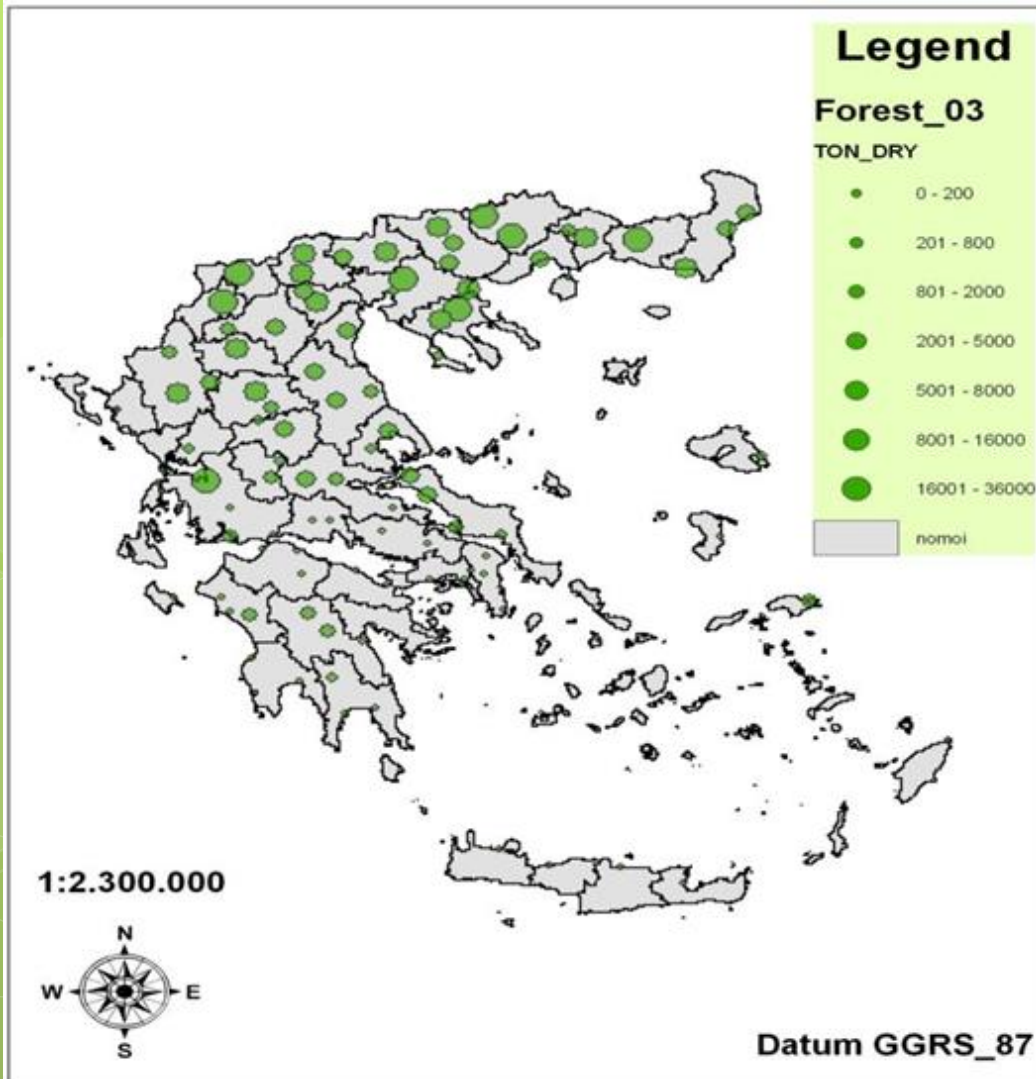 Legend
Forest_03
TON_DRY
0 - 200
201 - 800
801 - 2000
2001 - 5000
5001 - 8000
8001 - 16000
16001 - 36000
nomoi
1:2.300.000
N
W E
S
Datum GGRS_87